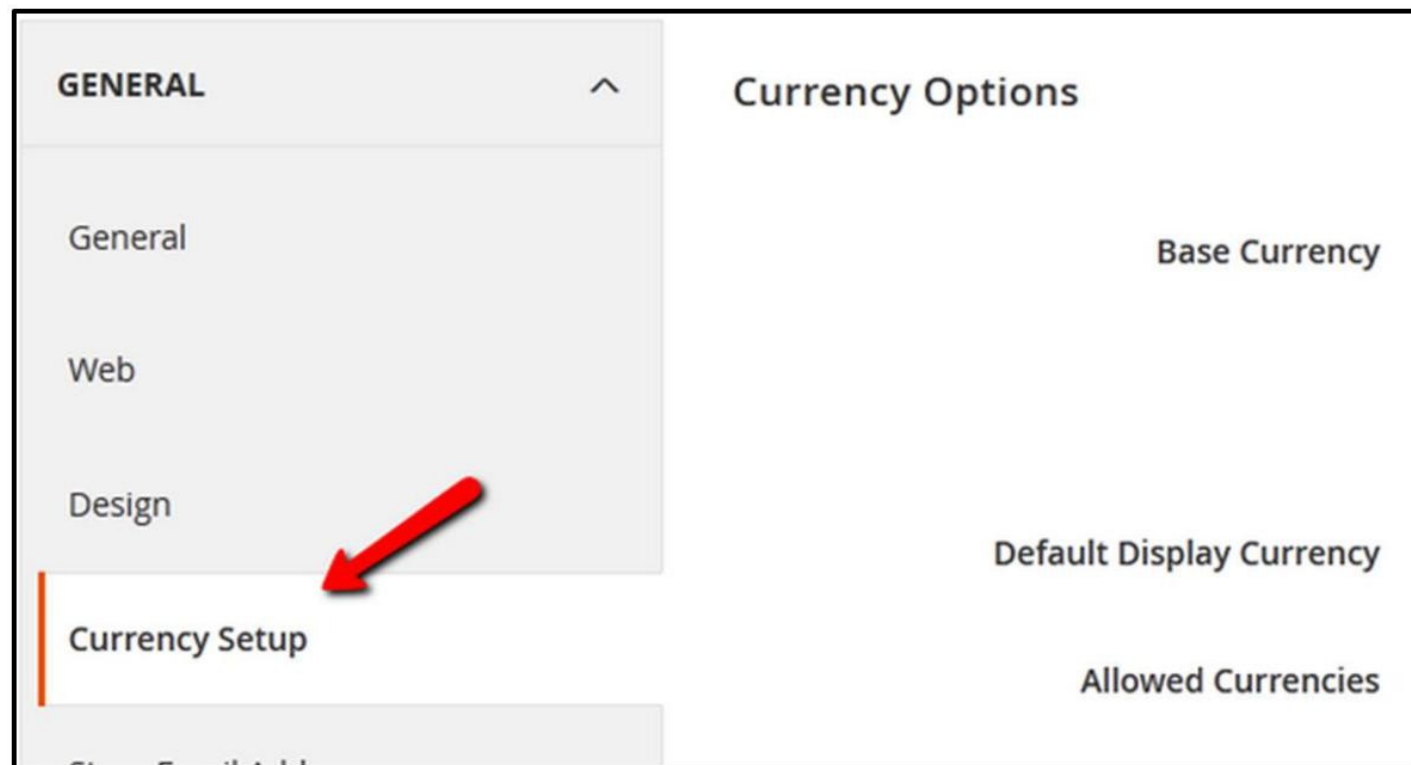 GENERAL
General
Web
Design
Currency Setup
Currency Options
Base Currency
Default Display Currency
Allowed Currencies